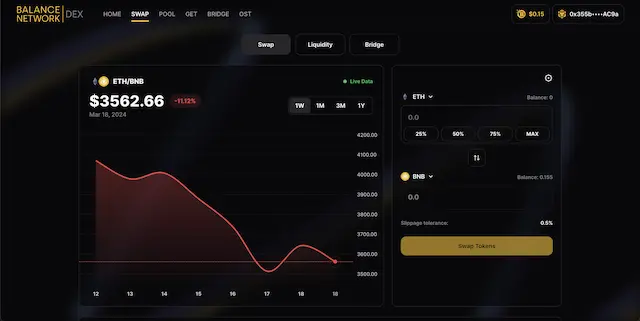 BALANCE
NETWORK DEX
HOME SWAP POOL GET BRIDGE OST
$0.15
0x355b••••AC9a
Swap Liquidity Bridge
ETH/BNB
Live Data
$3562.66 -11.12%
Mar 18, 2024
1W 1M 3M 1Y
4200.00
4100.00
4000.00
3900.00
3800.00
3700.00
3600.00
3500.00
12 13 14 15 16 17 18 18
ETH Balance: 0
0.0
25% 50% 75% MAX
BNB Balance: 0.155
0.0
Slippage tolerance: 0.5%
Swap Tokens